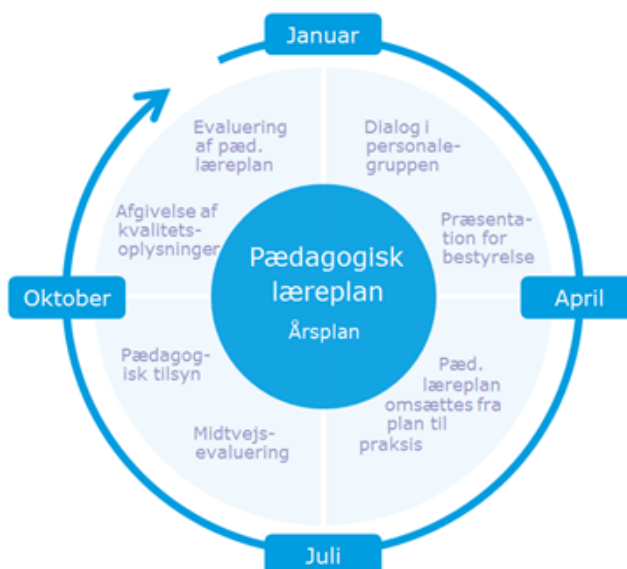 Januar
Dialog i
personale-
gruppen
Præsenta-
tion for
bestyrelse
April
Pæd.
læreplan
omsættes fra
plan til
praksis
Juli
Midtvejs-
evaluering
Pædagog-
isk tilsyn
Oktober
Afgivelse af
kvalitets-
oplysninger
Evaluering
af pæd.
læreplan
Pædagogisk
læreplan
Årsplan